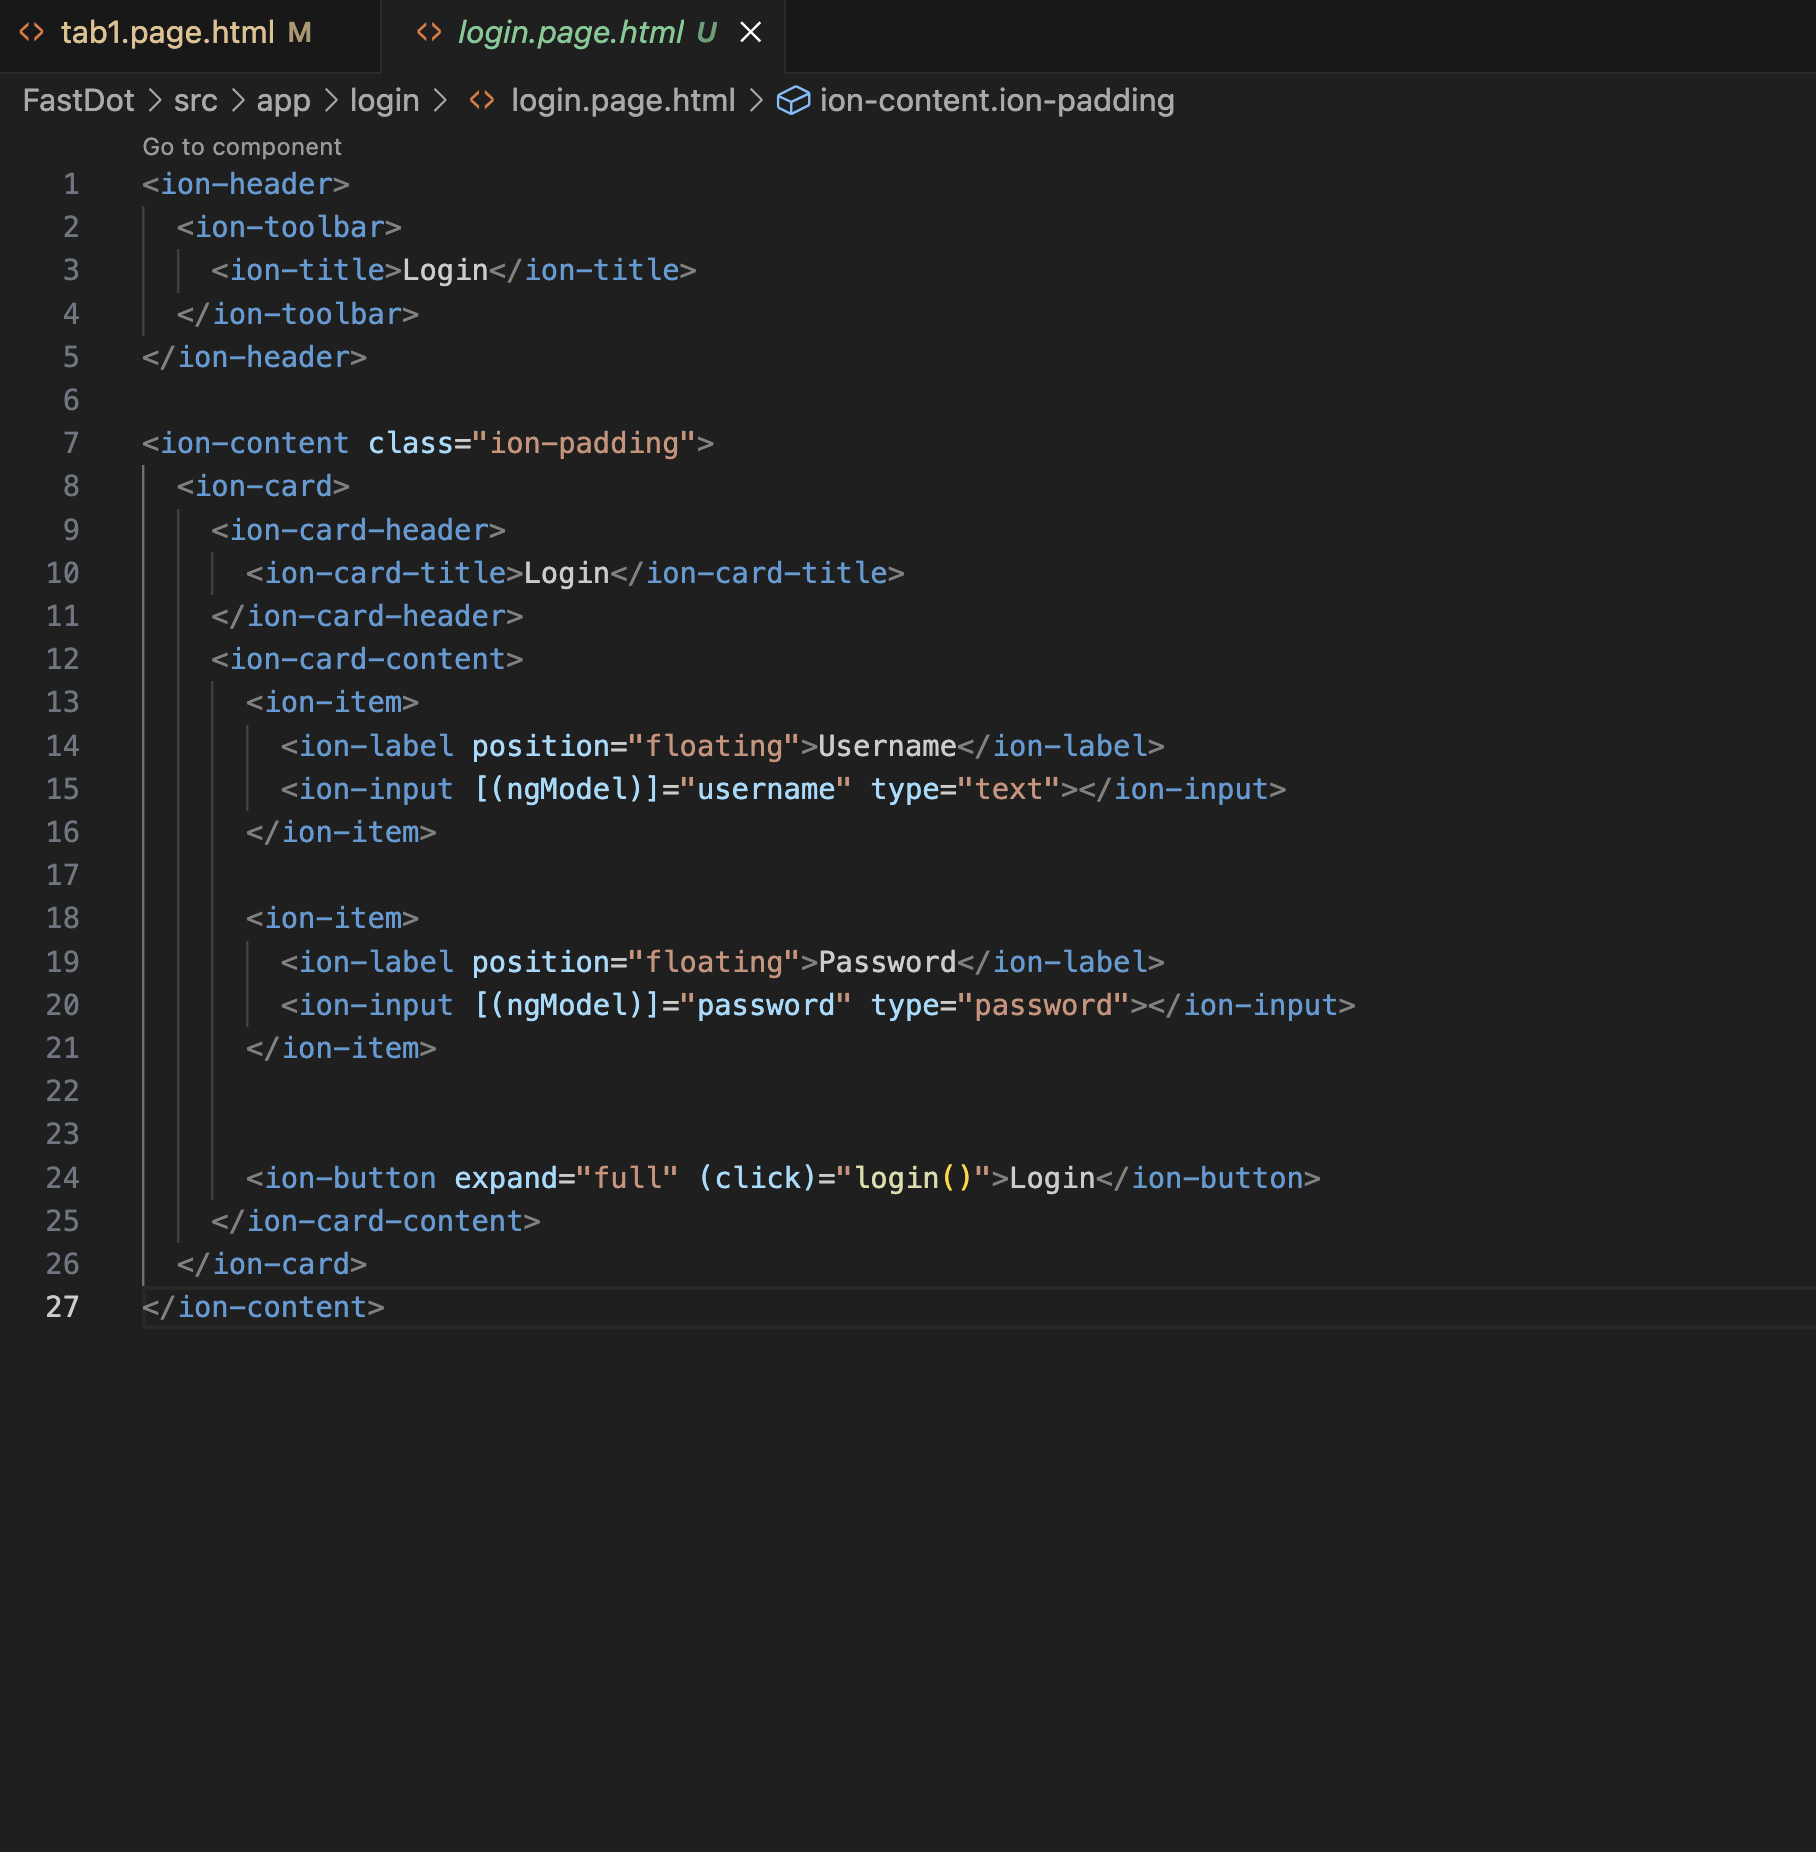 <> tab1.page.html M <> login.page.html U
FastDot > src > app > login > <> login.page.html > ion-content.ion-padding
Go to component
1 <ion-header>
2 <ion-toolbar>
3 <ion-title>Login</ion-title>
4 </ion-toolbar>
5 </ion-header>
6
7 <ion-content class="ion-padding">
8 <ion-card>
9 <ion-card-header>
10 <ion-card-title>Login</ion-card-title>
11 </ion-card-header>
12 <ion-card-content>
13 <ion-item>
14 <ion-label position="floating">Username</ion-label>
15 <ion-input [(ngModel)]="username" type="text"></ion-input>
16 </ion-item>
17
18 <ion-item>
19 <ion-label position="floating">Password</ion-label>
20 <ion-input [(ngModel)]="password" type="password"></ion-input>
21 </ion-item>
22
23
24 <ion-button expand="full" (click)="login()">Login</ion-button>
25 </ion-card-content>
26 </ion-card>
27 </ion-content>